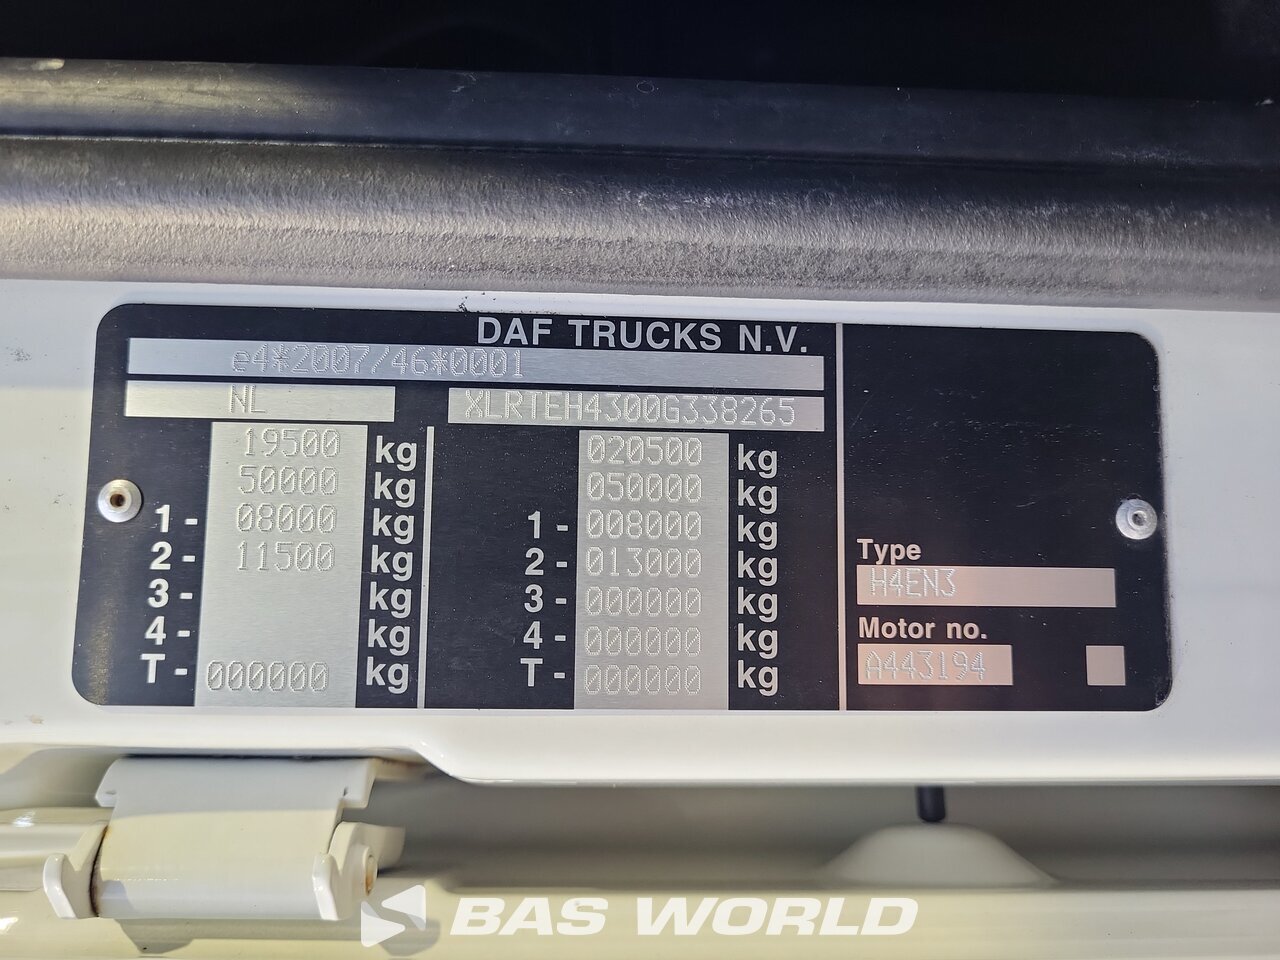 DAF TRUCKS N.V.
e4*2007/46*0001
NL XLRTEH4300G338265
19500 kg 020500 kg
50000 kg 050000 kg
1- 08000 kg 1- 008000 kg
2- 11500 kg 2- 013000 kg
3- kg 3- 000000 kg
4- kg 4- 000000 kg
T- 000000 kg T- 000000 kg
Type
H4EN3
Motor no.
A443194
BAS WORLD